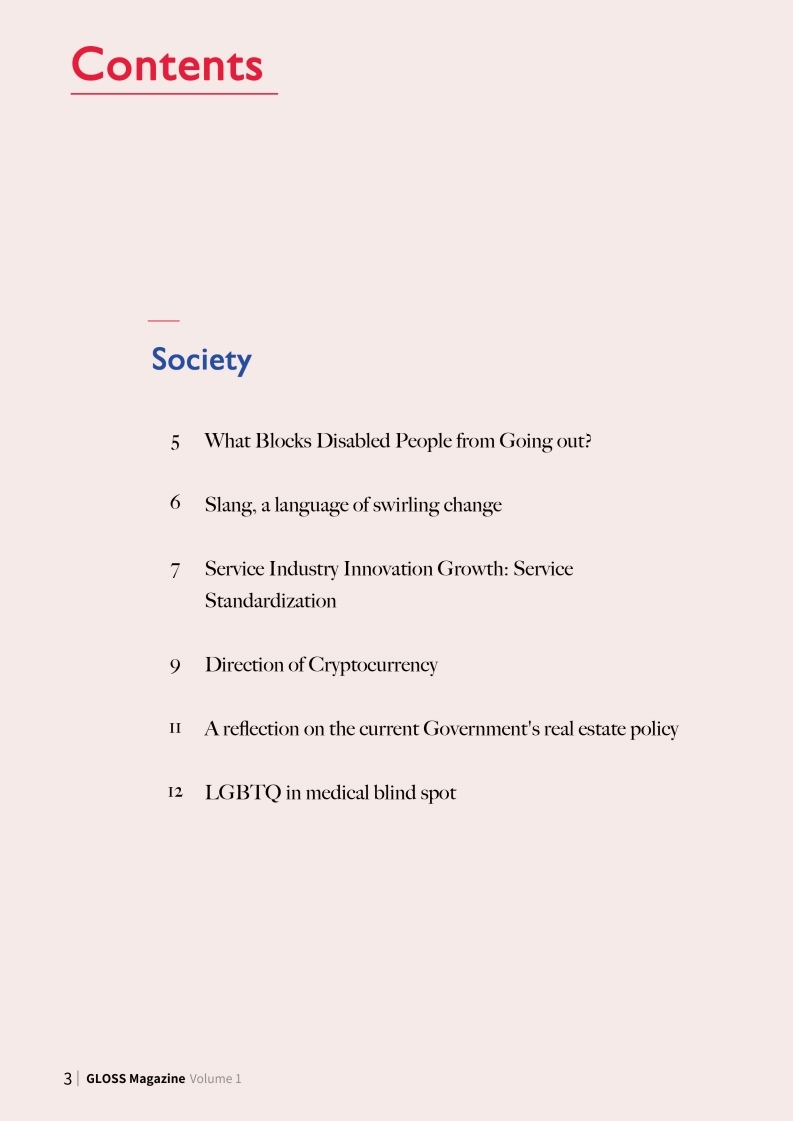 Contents
Society
5 What Blocks Disabled People from Going out?
6 Slang, a language of swirling change
7 Service Industry Innovation Growth: Service
Standardization
9 Direction of Cryptocurrency
11 A reflection on the current Government's real estate policy
12 LGBTQ in medical blind spot
3 | GLOSS Magazine Volume 1